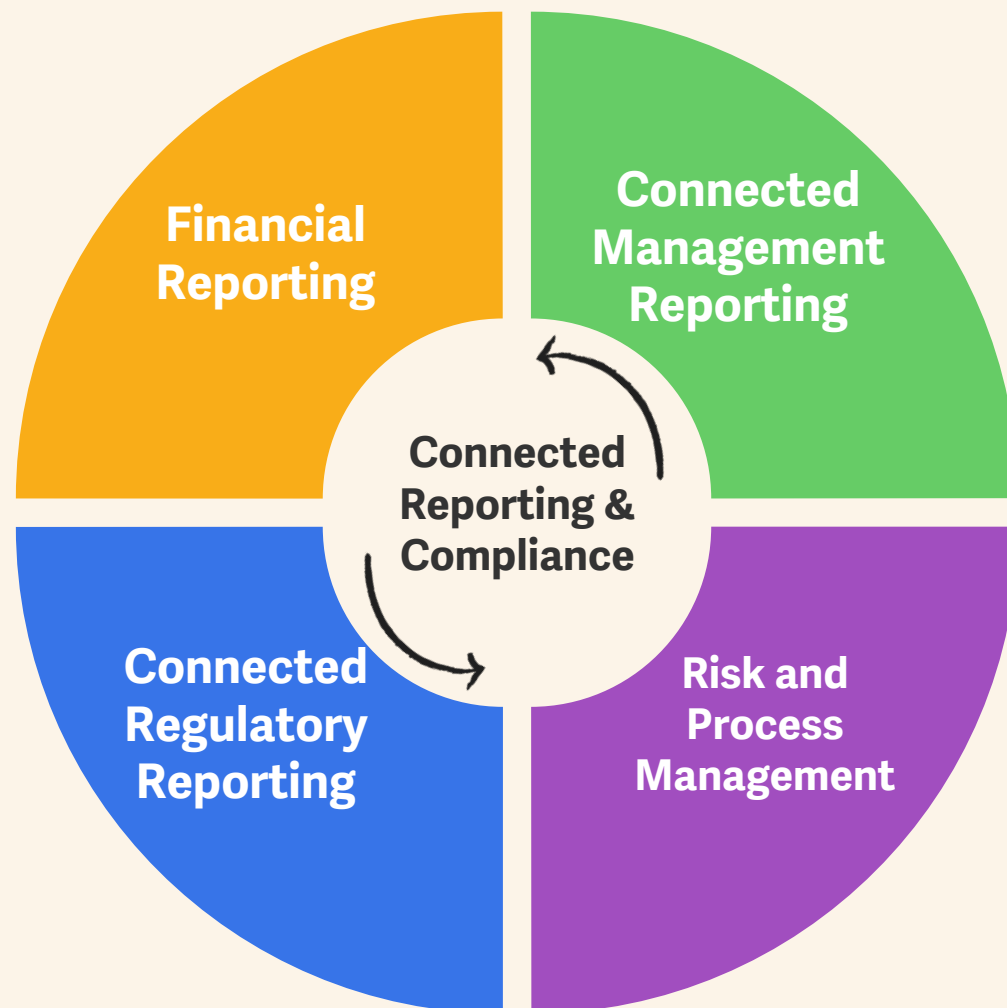 Financial
Reporting
Connected
Management
Reporting
Connected
Reporting &
Compliance
Connected
Regulatory
Reporting
Risk and
Process
Management